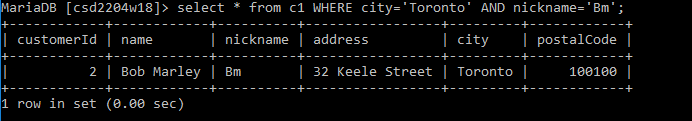 MariaDB [csd2204w18]> select * from c1 WHERE city='Toronto' AND nickname='Bm';
+------------+------------+----------+-----------------+---------+------------+
| customerId | name       | nickname | address         | city    | postalCode |
+------------+------------+----------+-----------------+---------+------------+
|          2 | Bob Marley | Bm       | 32 Keele Street | Toronto |     100100 |
+------------+------------+----------+-----------------+---------+------------+
1 row in set (0.00 sec)